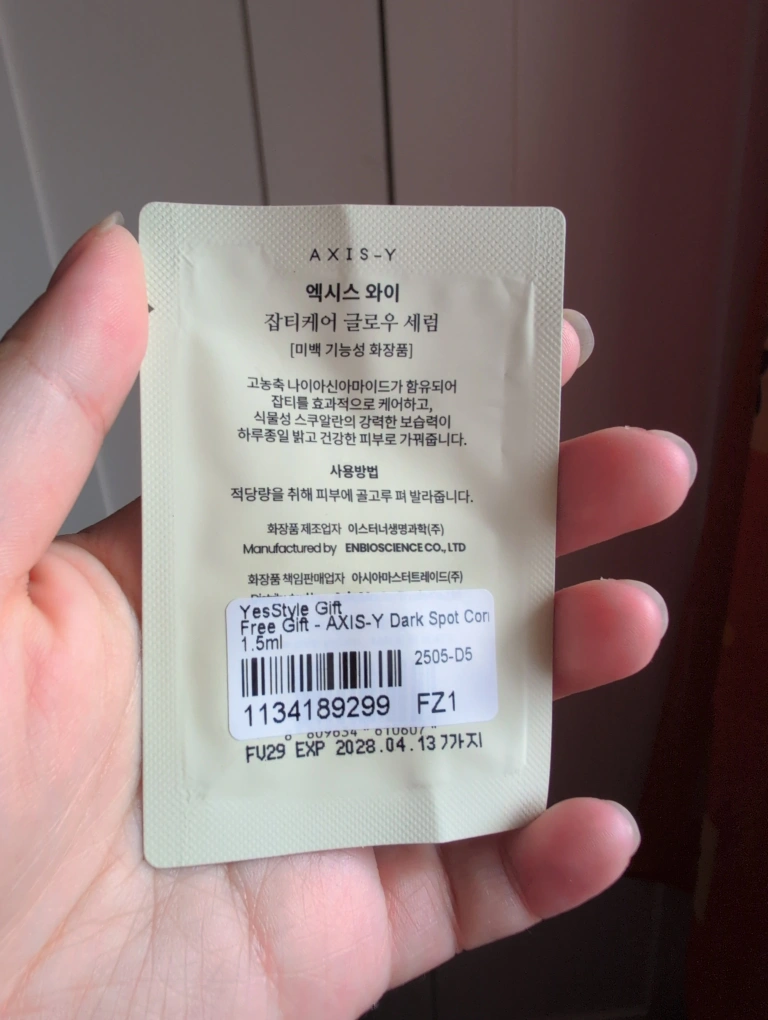 AXIS-Y
엑시스 와이
잡티케어 글로우 세럼
[미백 기능성 화장품]
고농축 나이아신아마이드가 함유되어
잡티를 효과적으로 케어하고,
식물성 스쿠알란의 강력한 보습력이
하루종일 밝고 건강한 피부로 가꿔줍니다.
사용방법
적당량을 취해 피부에 골고루 펴 발라줍니다.
화장품 제조업자 이스터너생명과학(주)
Manufactured by ENBIOSCIENCE CO., LTD
화장품 책임판매업자 아시아마스터트레이드(주)
YesStyle Gift
Free Gift - AXIS-Y Dark Spot Corr
1.5ml
2505-D5
1134189299 FZ1
FU29 EXP 2028.04.13 까지